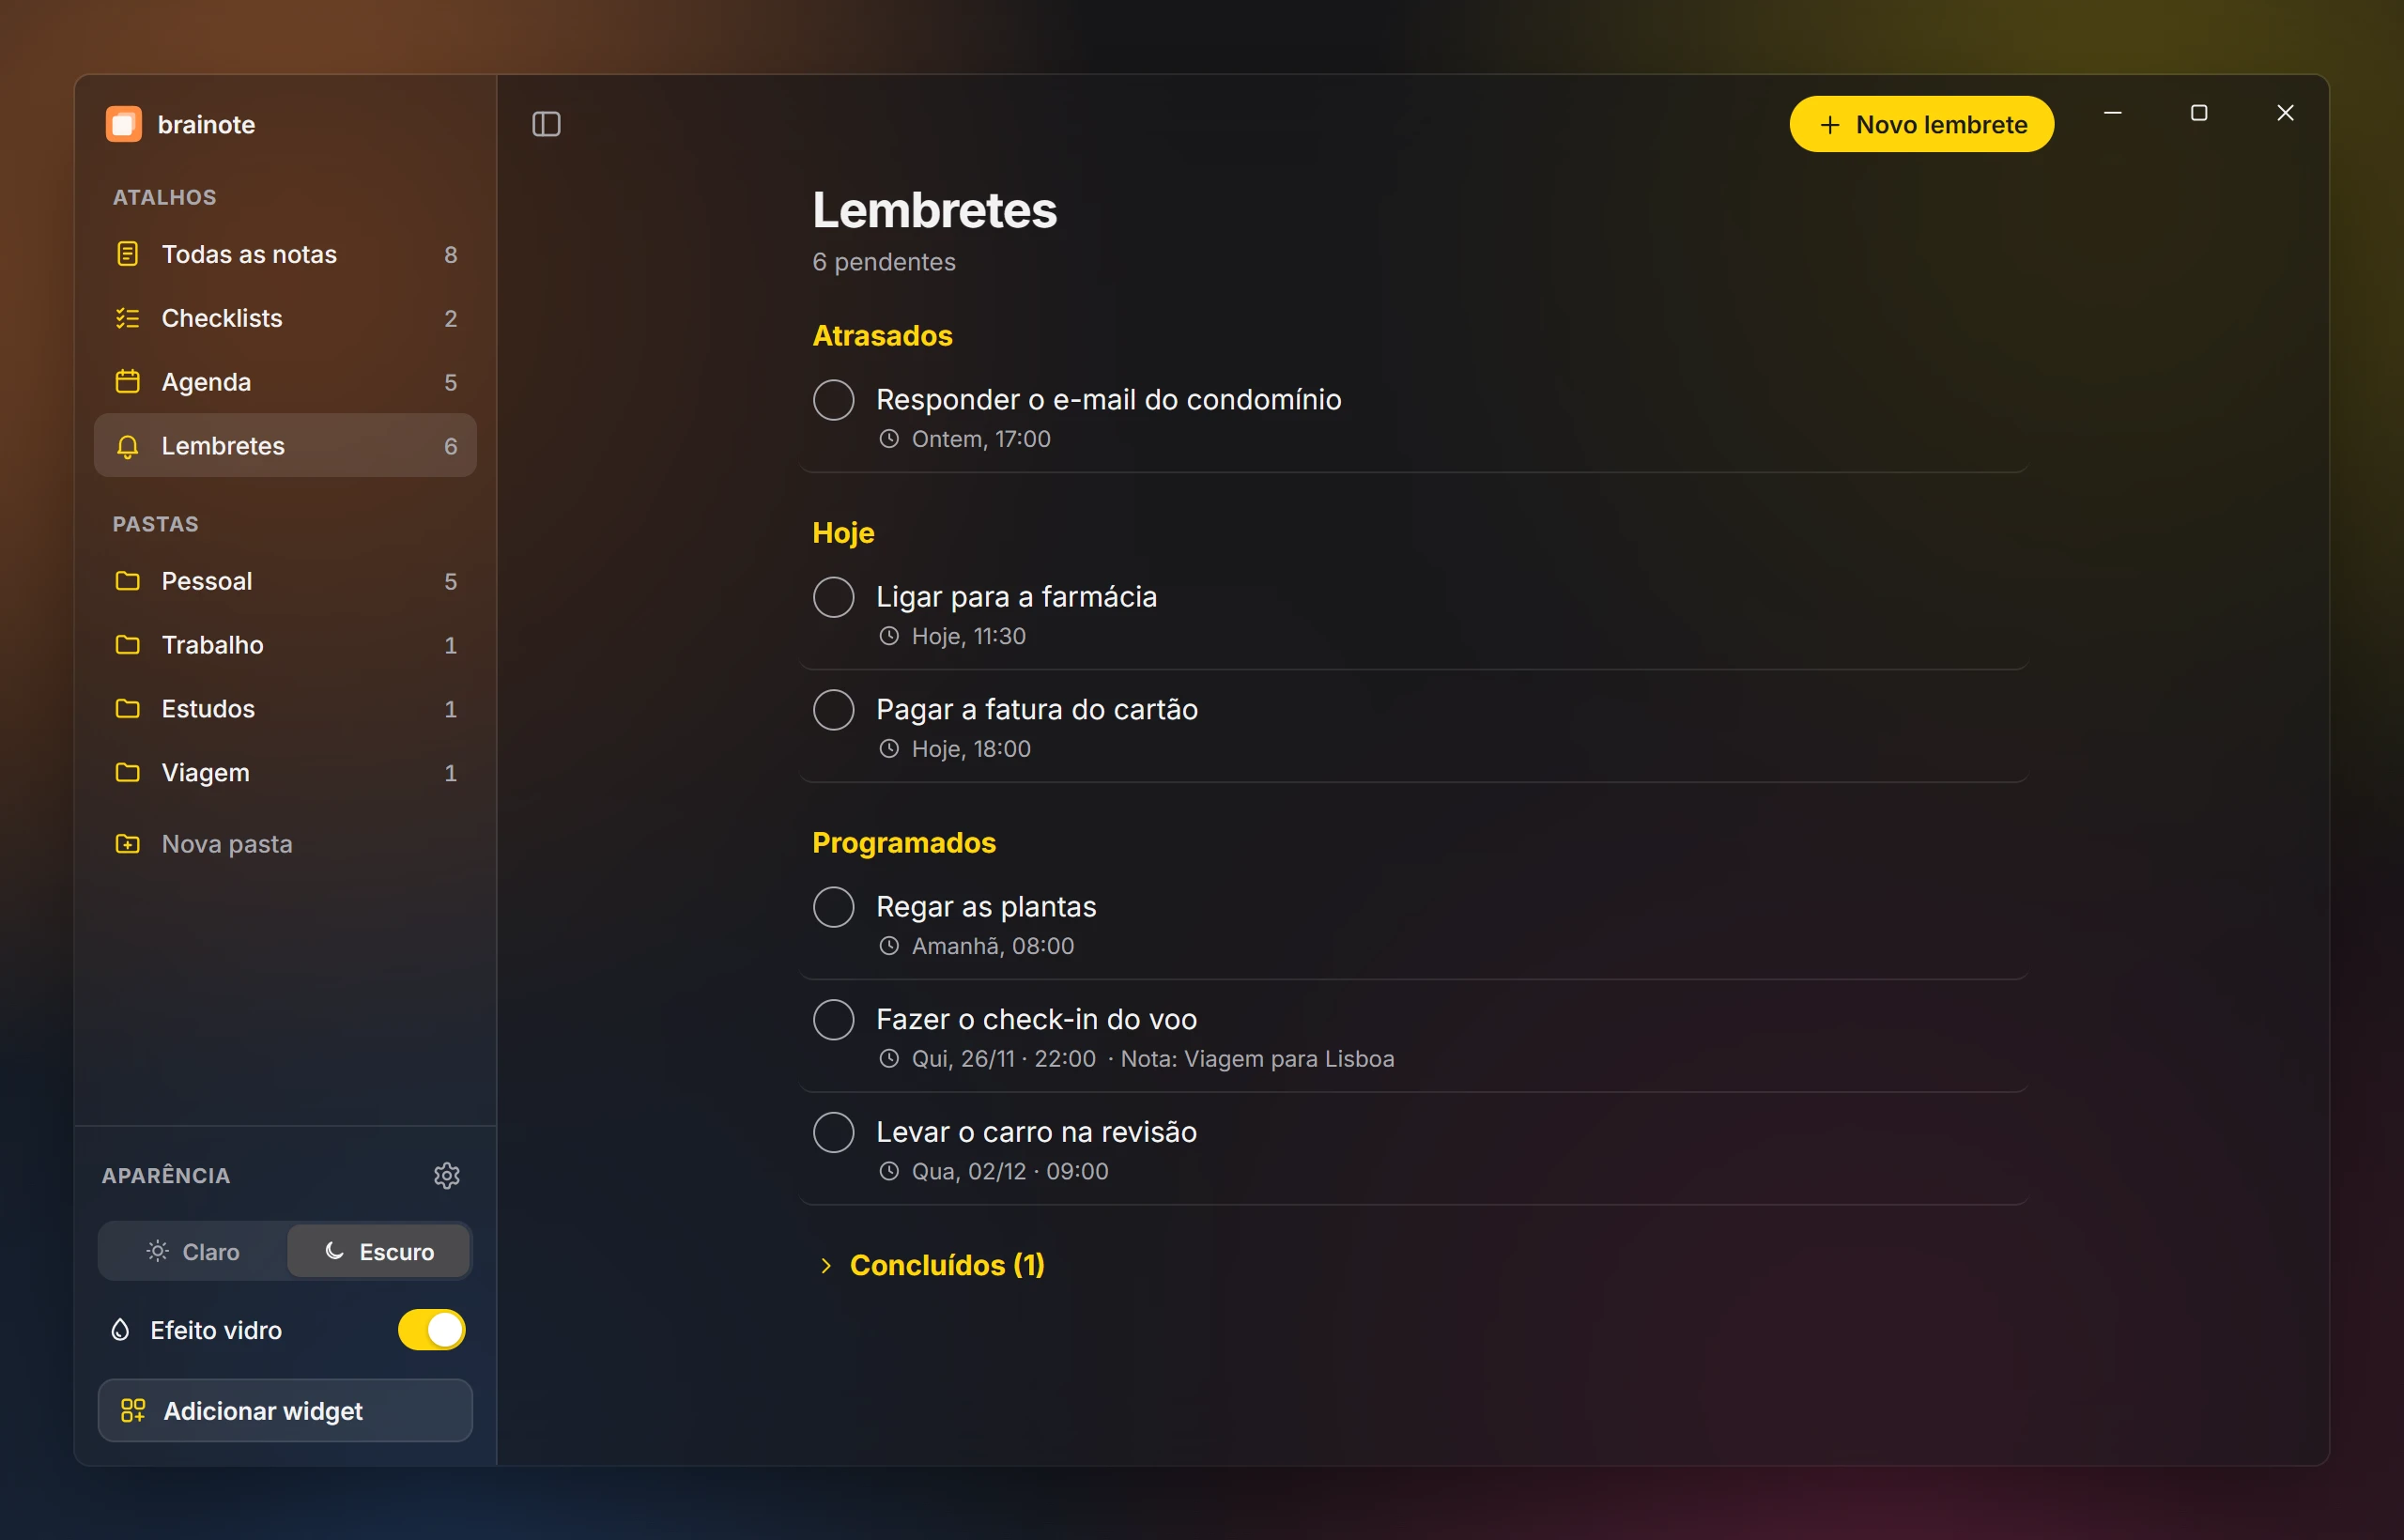 brainote
ATALHOS
Todas as notas 8
Checklists 2
Agenda 5
Lembretes 6
PASTAS
Pessoal 5
Trabalho 1
Estudos 1
Viagem 1
Nova pasta
APARÊNCIA
Claro Escuro
Efeito vidro
Adicionar widget
Novo lembrete
Lembretes
6 pendentes
Atrasados
Responder o e-mail do condomínio
Ontem, 17:00
Hoje
Ligar para a farmácia
Hoje, 11:30
Pagar a fatura do cartão
Hoje, 18:00
Programados
Regar as plantas
Amanhã, 08:00
Fazer o check-in do voo
Qui, 26/11 · 22:00 · Nota: Viagem para Lisboa
Levar o carro na revisão
Qua, 02/12 · 09:00
Concluídos (1)